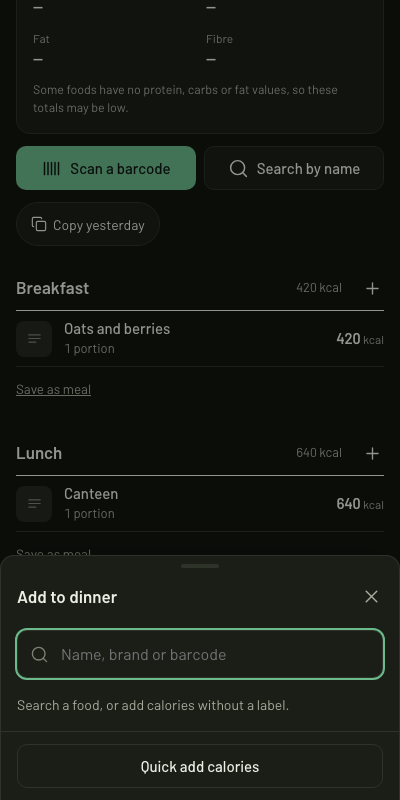 – –
Fat Fibre
– –
Some foods have no protein, carbs or fat values, so these
totals may be low.
Scan a barcode Search by name
Copy yesterday
Breakfast 420 kcal +
Oats and berries
1 portion
420 kcal
Save as meal
Lunch 640 kcal +
Canteen
1 portion
640 kcal
Save as meal
Add to dinner
Name, brand or barcode
Search a food, or add calories without a label.
Quick add calories